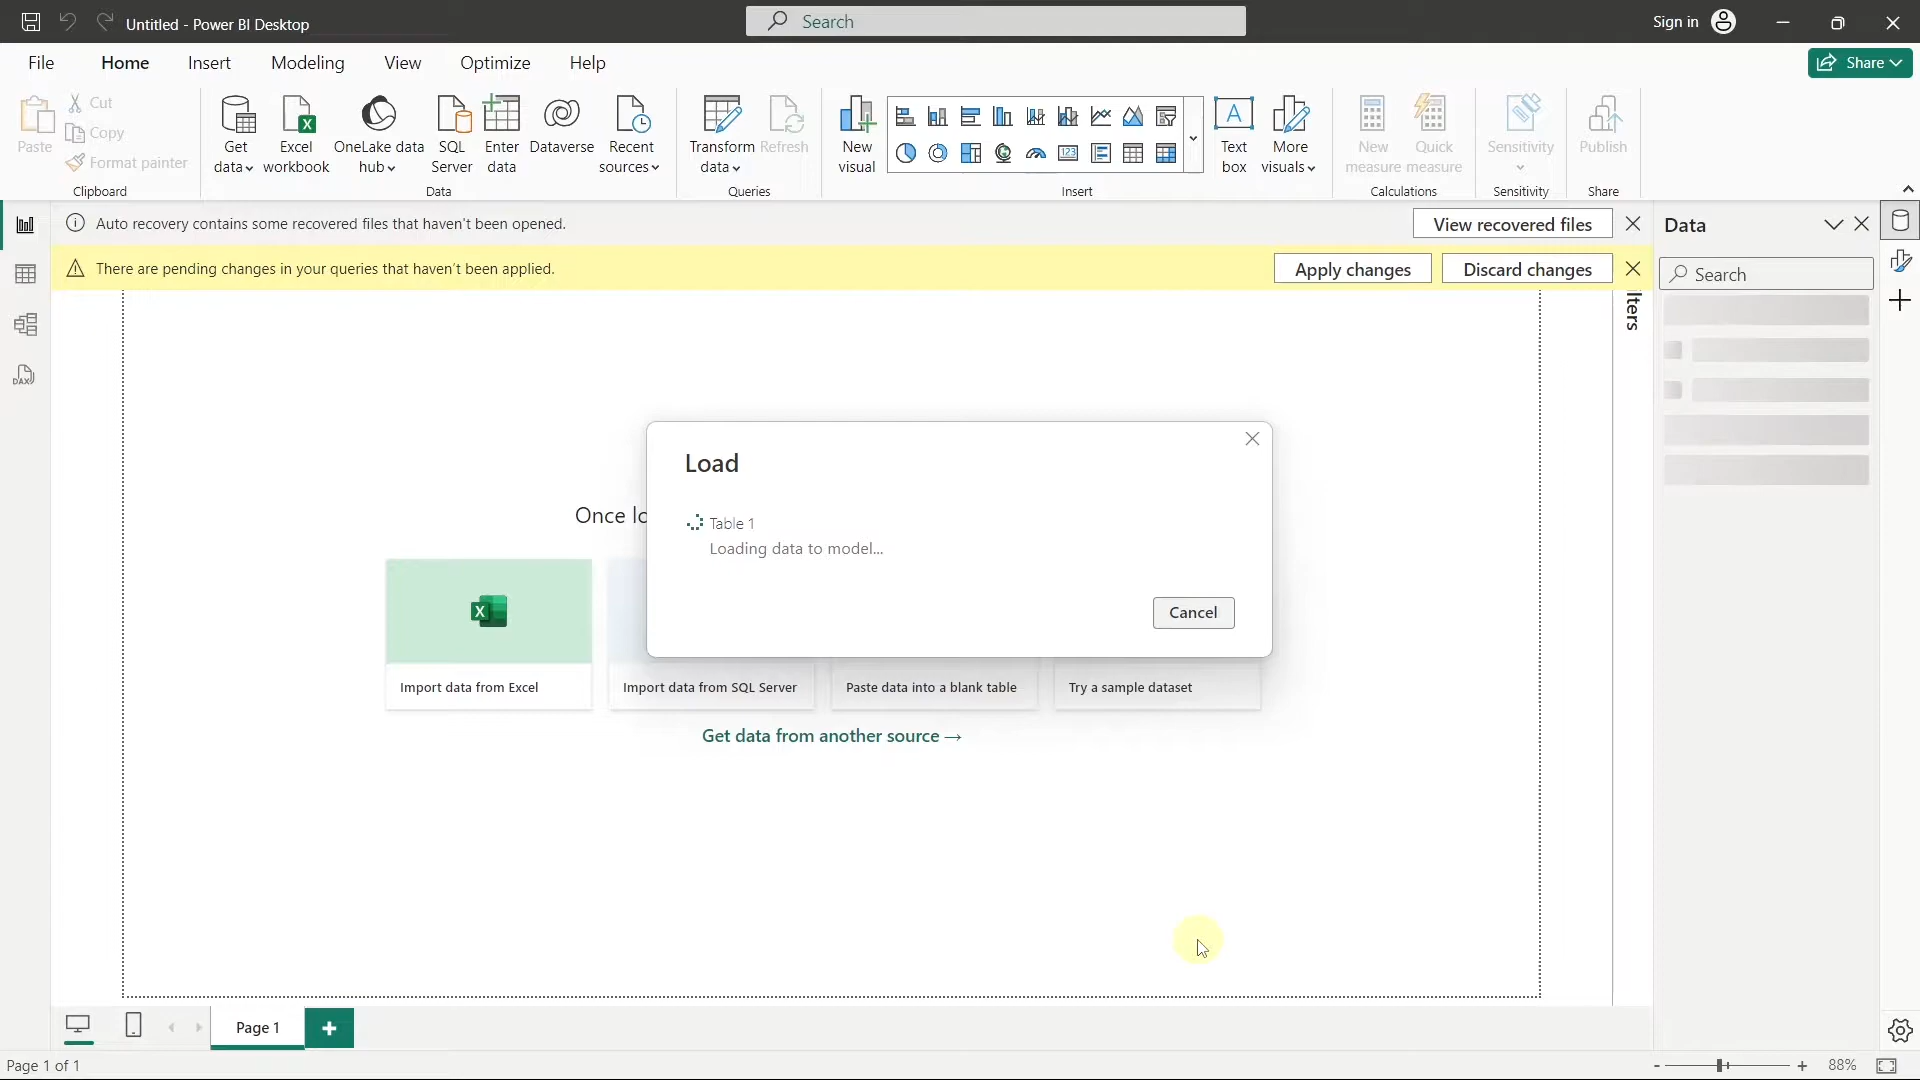 Untitled - Power BI Desktop
Search
Sign in
File
Home
Insert
Modeling
View
Optimize
Help
Share
Paste
Cut
Copy
Format painter
Clipboard
Get
data
Excel
workbook
OneLake data
hub
SQL
Server
Enter
data
Dataverse
Recent
sources
Data
Transform
data
Refresh
Queries
New
visual
123
Insert
A
Text
box
More
visuals
New
measure
Quick
measure
Calculations
Sensitivity
Sensitivity
Publish
Share
Auto recovery contains some recovered files that haven't been opened.
View recovered files
There are pending changes in your queries that haven't been applied.
Apply changes
Discard changes
DAX
lters
Data
Search
Load
Table 1
Loading data to model...
Cancel
Once lo
X
Import data from Excel
Import data from SQL Server
Paste data into a blank table
Try a sample dataset
Get data from another source →
Page 1
Page 1 of 1
- + 88%